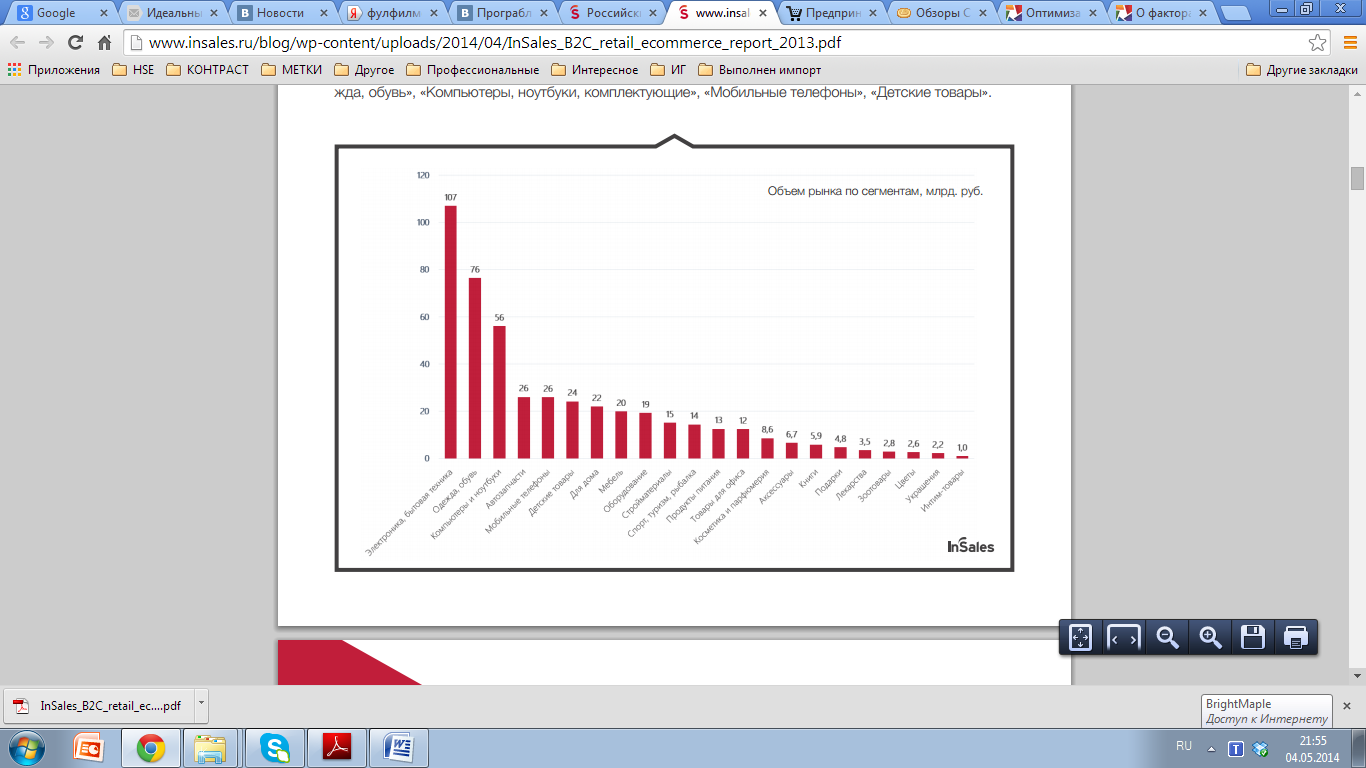 Google
Идеальны
Новости
фулфилм
Програбл
Российски
www.insal
Предприн
Обзоры С
Оптимиза
О фактора
www.insales.ru/blog/wp-content/uploads/2014/04/InSales_B2C_retail_ecommerce_report_2013.pdf
Приложения HSE КОНТРАСТ МЕТКИ Другое Профессиональные Интересное ИГ Выполнен импорт Другие закладки
жда, обувь», «Компьютеры, ноутбуки, комплектующие», «Мобильные телефоны», «Детские товары».
Объем рынка по сегментам, млрд. руб.
120
100
80
60
40
20
0
107
76
56
26
26
24
22
20
19
15
14
13
12
8,6
6,7
5,9
4,8
3,5
2,8
2,6
2,2
1,0
Электроника, бытовая техника
Одежда, обувь
Компьютеры и ноутбуки
Автозапчасти
Мобильные телефоны
Детские товары
Для дома
Мебель
Оборудование
Стройматериалы
Спорт, туризм, рыбалка
Продукты питания
Товары для офиса
Косметика и парфюмерия
Аксессуары
Книги
Подарки
Лекарства
Зоотовары
Цветы
Украшения
Интим-товары
InSales
InSales_B2C_retail_ec....pdf
BrightMaple
Доступ к Интернету
RU
21:55
04.05.2014